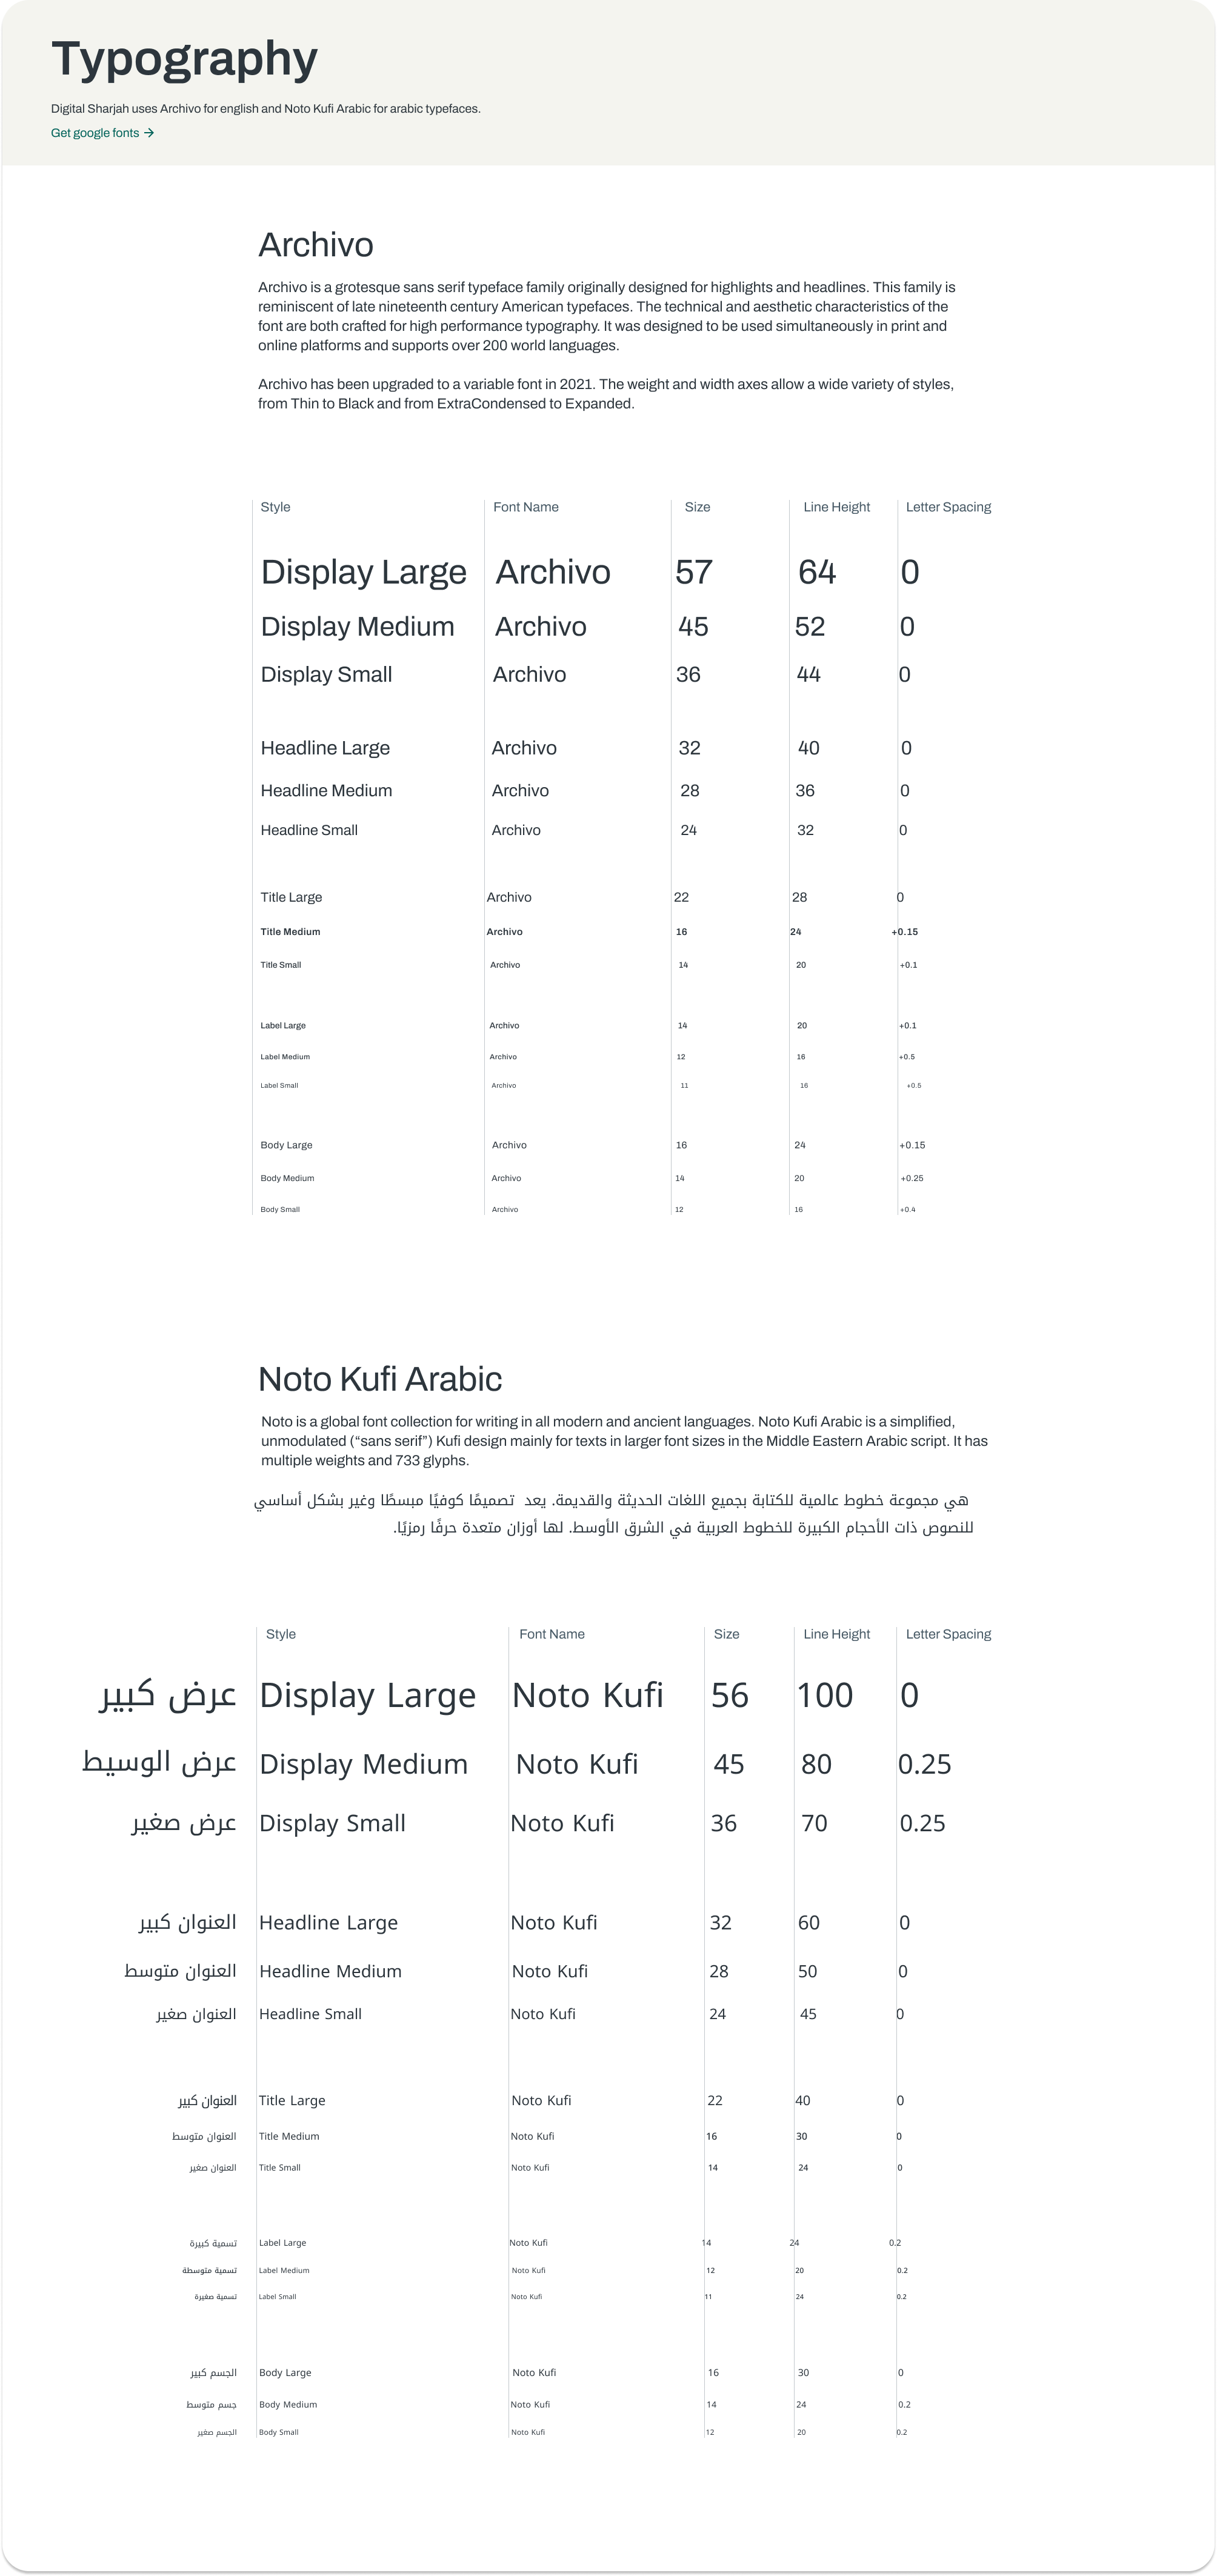 Typography
Digital Sharjah uses Archivo for english and Noto Kufi Arabic for arabic typefaces.
Get google fonts →
Archivo
Archivo is a grotesque sans serif typeface family originally designed for highlights and headlines. This family is
reminiscent of late nineteenth century American typefaces. The technical and aesthetic characteristics of the
font are both crafted for high performance typography. It was designed to be used simultaneously in print and
online platforms and supports over 200 world languages.
Archivo has been upgraded to a variable font in 2021. The weight and width axes allow a wide variety of styles,
from Thin to Black and from ExtraCondensed to Expanded.
Style Font Name Size Line Height Letter Spacing
Display Large Archivo 57 64 0
Display Medium Archivo 45 52 0
Display Small Archivo 36 44 0
Headline Large Archivo 32 40 0
Headline Medium Archivo 28 36 0
Headline Small Archivo 24 32 0
Title Large Archivo 22 28 0
Title Medium Archivo 16 24 +0.15
Title Small Archivo 14 20 +0.1
Label Large Archivo 14 20 +0.1
Label Medium Archivo 12 16 +0.5
Label Small Archivo 11 16 +0.5
Body Large Archivo 16 24 +0.15
Body Medium Archivo 14 20 +0.25
Body Small Archivo 12 16 +0.4
Noto Kufi Arabic
Noto is a global font collection for writing in all modern and ancient languages. Noto Kufi Arabic is a simplified,
unmodulated (“sans serif”) Kufi design mainly for texts in larger font sizes in the Middle Eastern Arabic script. It has
multiple weights and 733 glyphs.
هي مجموعة خطوط عالمية للكتابة بجميع اللغات الحديثة والقديمة. يعد تصميمًا كوفيًا مبسطًا وغير بشكل أساسي
للنصوص ذات الأحجام الكبيرة للخطوط العربية في الشرق الأوسط. لها أوزان متعدة حرفًا رمزيًا.
Style Font Name Size Line Height Letter Spacing
عرض كبير Display Large Noto Kufi 56 100 0
عرض الوسيط Display Medium Noto Kufi 45 80 0.25
عرض صغير Display Small Noto Kufi 36 70 0.25
العنوان كبير Headline Large Noto Kufi 32 60 0
العنوان متوسط Headline Medium Noto Kufi 28 50 0
العنوان صغير Headline Small Noto Kufi 24 45 0
العنوان كبير Title Large Noto Kufi 22 40 0
العنوان متوسط Title Medium Noto Kufi 16 30 0
العنوان صغير Title Small Noto Kufi 14 24 0
تسمية كبيرة Label Large Noto Kufi 14 24 0.2
تسمية متوسطة Label Medium Noto Kufi 12 20 0.2
تسمية صغيرة Label Small Noto Kufi 11 24 0.2
الجسم كبير Body Large Noto Kufi 16 30 0
جسم متوسط Body Medium Noto Kufi 14 24 0.2
الجسم صغير Body Small Noto Kufi 12 20 0.2